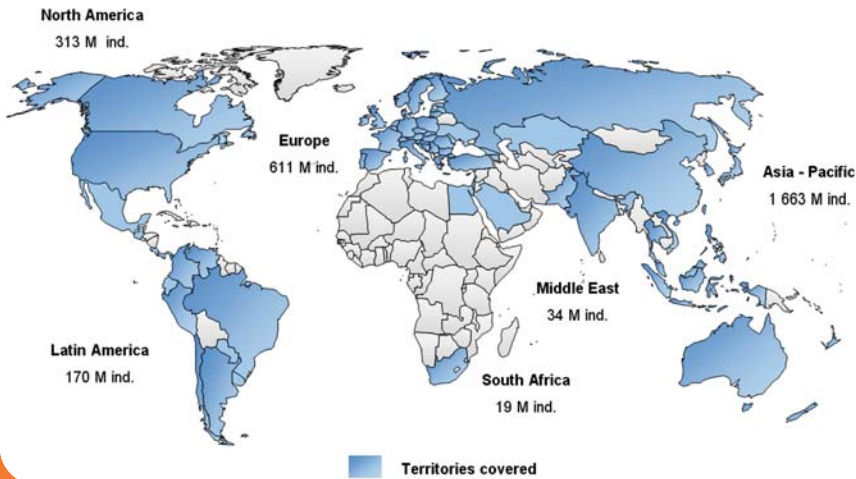 North America
313 M ind.
Europe
611 M ind.
Asia - Pacific
1 663 M ind.
Middle East
34 M ind.
Latin America
170 M ind.
South Africa
19 M ind.
Territories covered